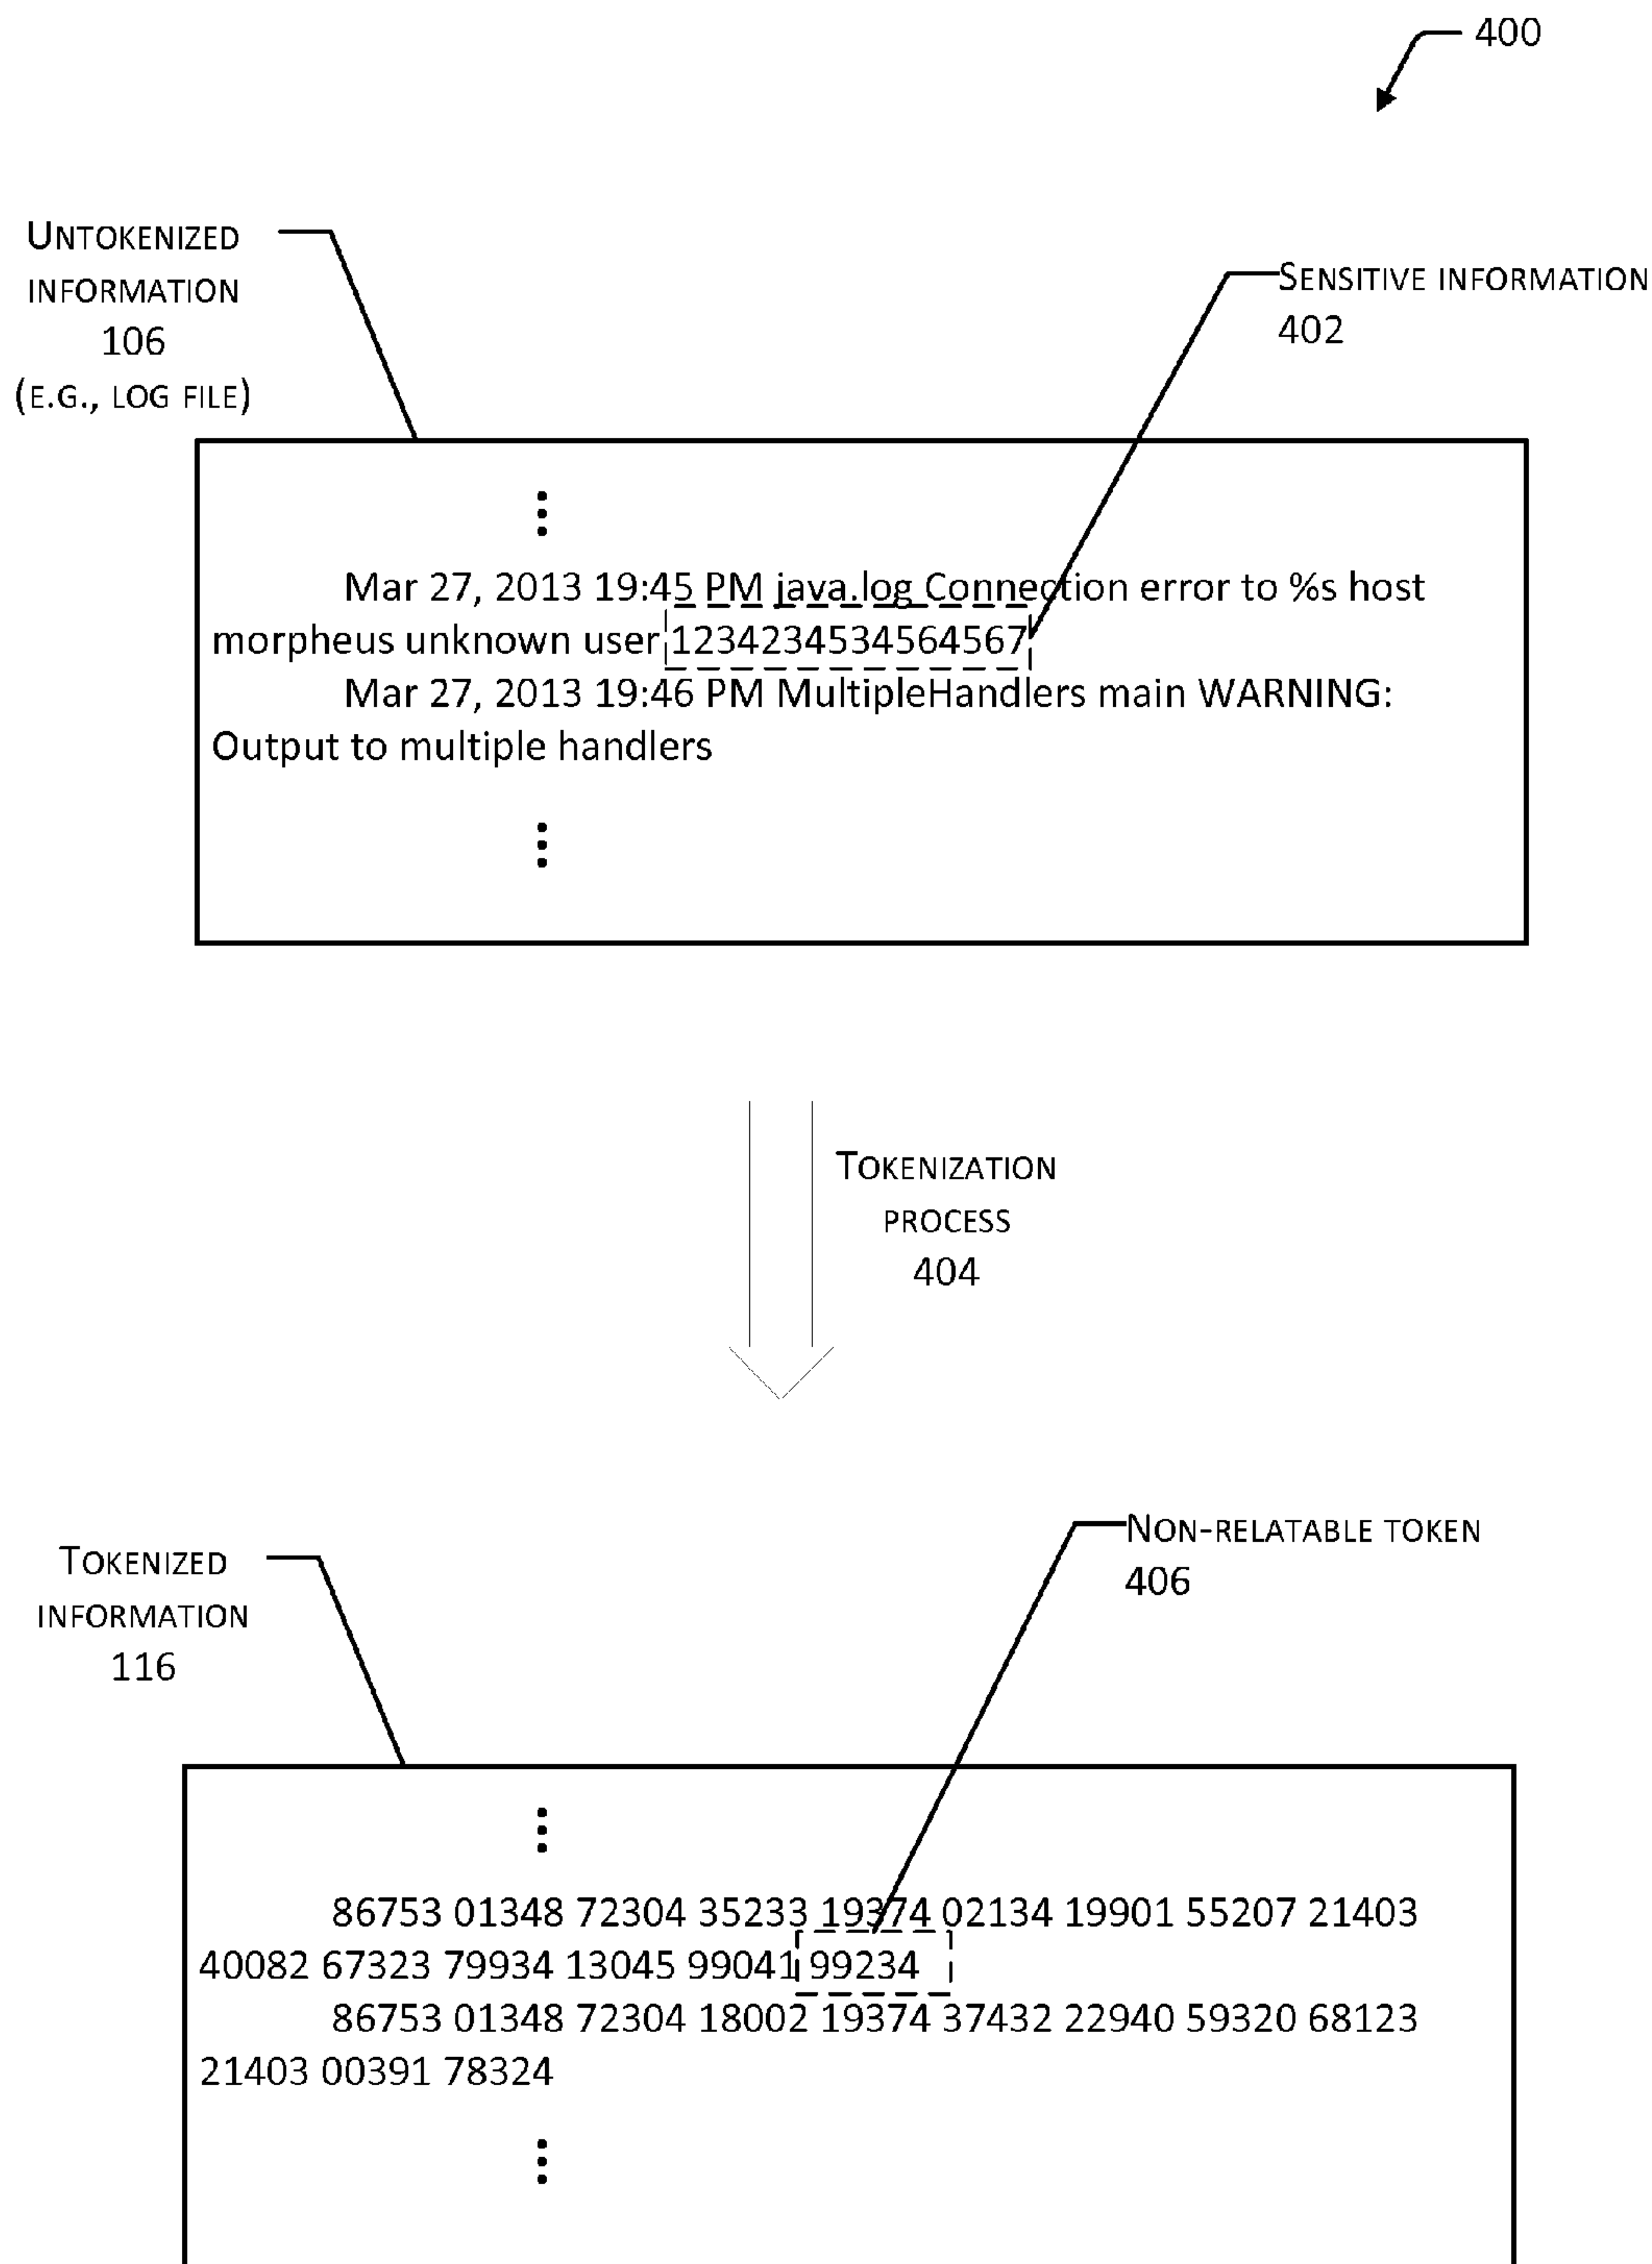 400
UNTOKENIZED
INFORMATION
106
(E.G., LOG FILE)
SENSITIVE INFORMATION
402
Mar 27, 2013 19:45 PM java.log Connection error to %s host
morpheus unknown user 1234234534564567
Mar 27, 2013 19:46 PM MultipleHandlers main WARNING:
Output to multiple handlers
TOKENIZATION
PROCESS
404
TOKENIZED
INFORMATION
116
NON-RELATABLE TOKEN
406
86753 01348 72304 35233 19374 02134 19901 55207 21403
40082 67323 79934 13045 99041 99234
86753 01348 72304 18002 19374 37432 22940 59320 68123
21403 00391 78324